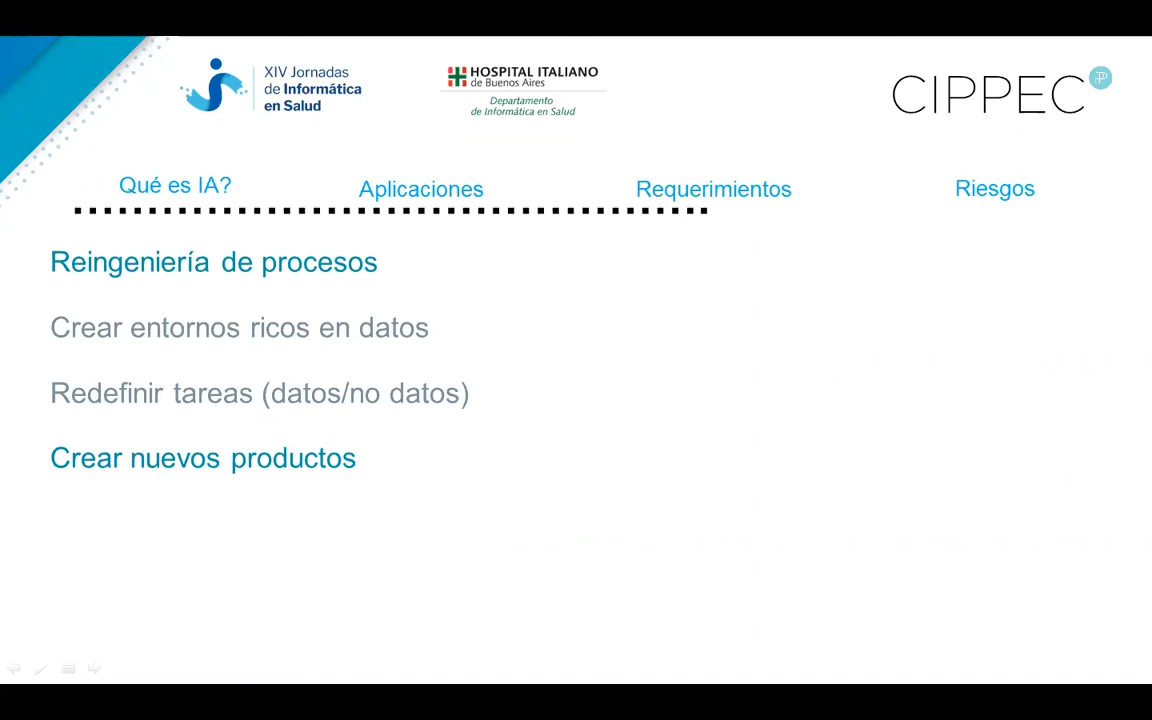 XIV Jornadas
de Informática
en Salud
HOSPITAL ITALIANO
de Buenos Aires
Departamento
de Informática en Salud
CIPPEC
Qué es IA?
Aplicaciones
Requerimientos
Riesgos
Reingeniería de procesos
Crear entornos ricos en datos
Redefinir tareas (datos/no datos)
Crear nuevos productos